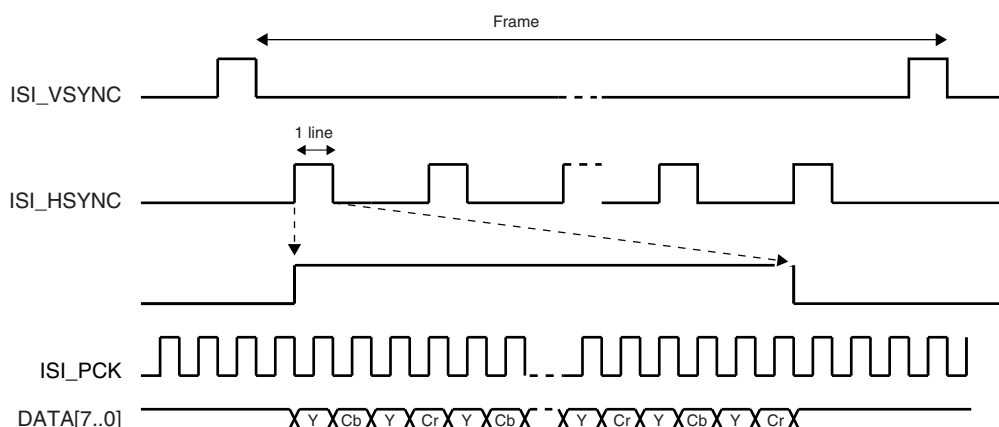 Frame
ISI_VSYNC
1 line
ISI_HSYNC
ISI_PCK
DATA[7..0]
Y Cb Y Cr Y Cb Y Cr Y Cb Y Cr